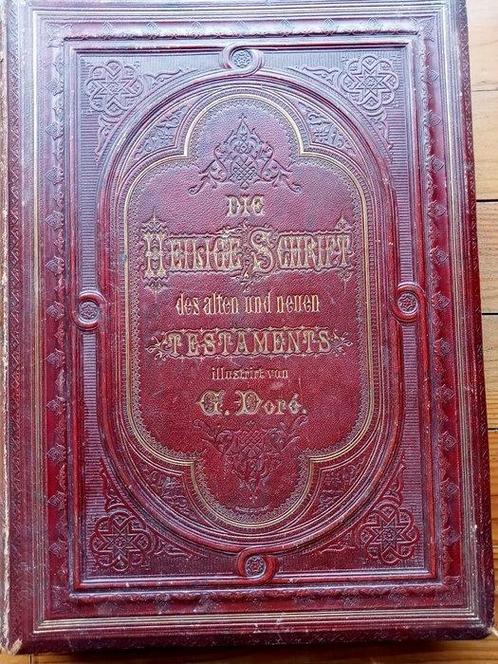 DIE
HEILIGE SCHRIFT
des alten und neuen
TESTAMENTS
illustrirt von
G. Doré.